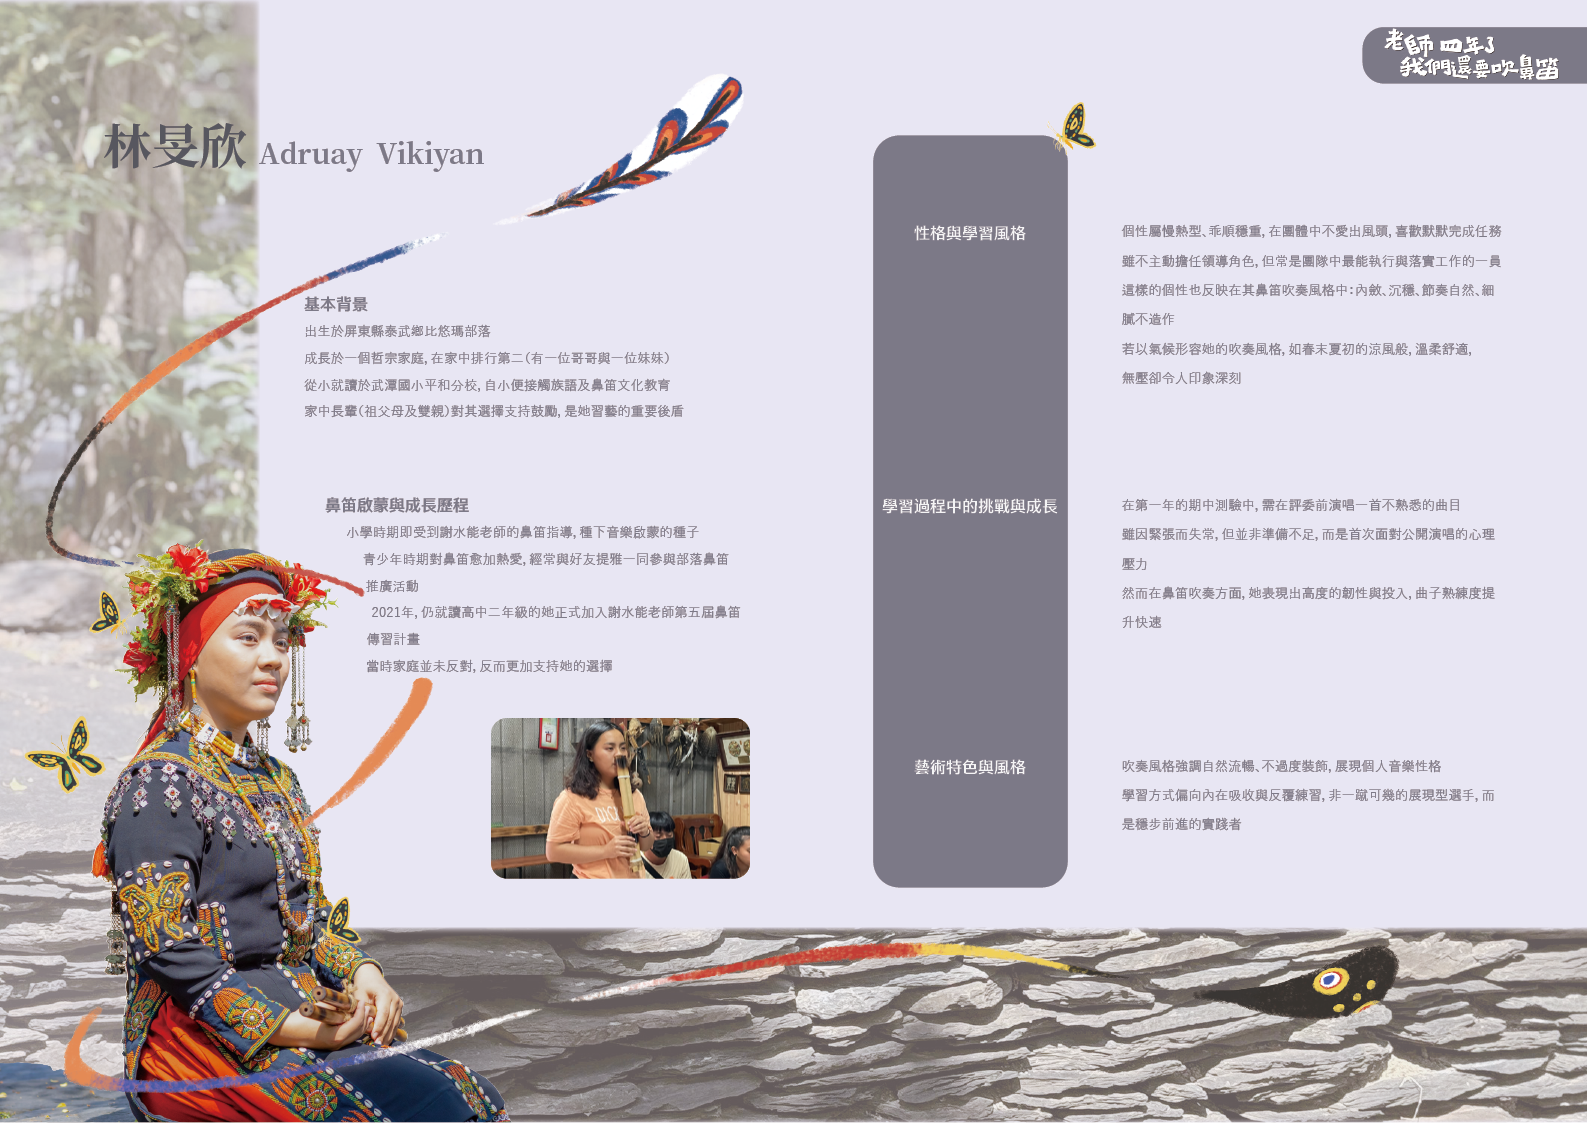 老師 四年了
我們還要吹鼻笛
林旻欣 Adruay Vikiyan
基本背景
出生於屏東縣泰武鄉比悠瑪部落
成長於一個哲宗家庭, 在家中排行第二(有一位哥哥與一位妹妹)
從小就讀於武潭國小平和分校, 自小便接觸族語及鼻笛文化教育
家中長輩(祖父母及雙親)對其選擇支持鼓勵, 是她習藝的重要後盾
鼻笛啟蒙與成長歷程
小學時期即受到謝水能老師的鼻笛指導, 種下音樂啟蒙的種子
青少年時期對鼻笛愈加熱愛, 經常與好友提雅一同參與部落鼻笛
推廣活動
2021年, 仍就讀高中二年級的她正式加入謝水能老師第五屆鼻笛
傳習計畫
當時家庭並未反對, 反而更加支持她的選擇
性格與學習風格
個性屬慢熱型、乖順穩重, 在團體中不愛出風頭, 喜歡默默完成任務
雖不主動擔任領導角色, 但常是團隊中最能執行與落實工作的一員
這樣的個性也反映在其鼻笛吹奏風格中:內斂、沉穩、節奏自然、細
膩不造作
若以氣候形容她的吹奏風格, 如春末夏初的涼風般, 溫柔舒適,
無壓卻令人印象深刻
學習過程中的挑戰與成長
在第一年的期中測驗中, 需在評委前演唱一首不熟悉的曲目
雖因緊張而失常, 但並非準備不足, 而是首次面對公開演唱的心理
壓力
然而在鼻笛吹奏方面, 她表現出高度的韌性與投入, 曲子熟練度提
升快速
藝術特色與風格
吹奏風格強調自然流暢、不過度裝飾, 展現個人音樂性格
學習方式偏向內在吸收與反覆練習, 非一蹴可幾的展現型選手, 而
是穩步前進的實踐者